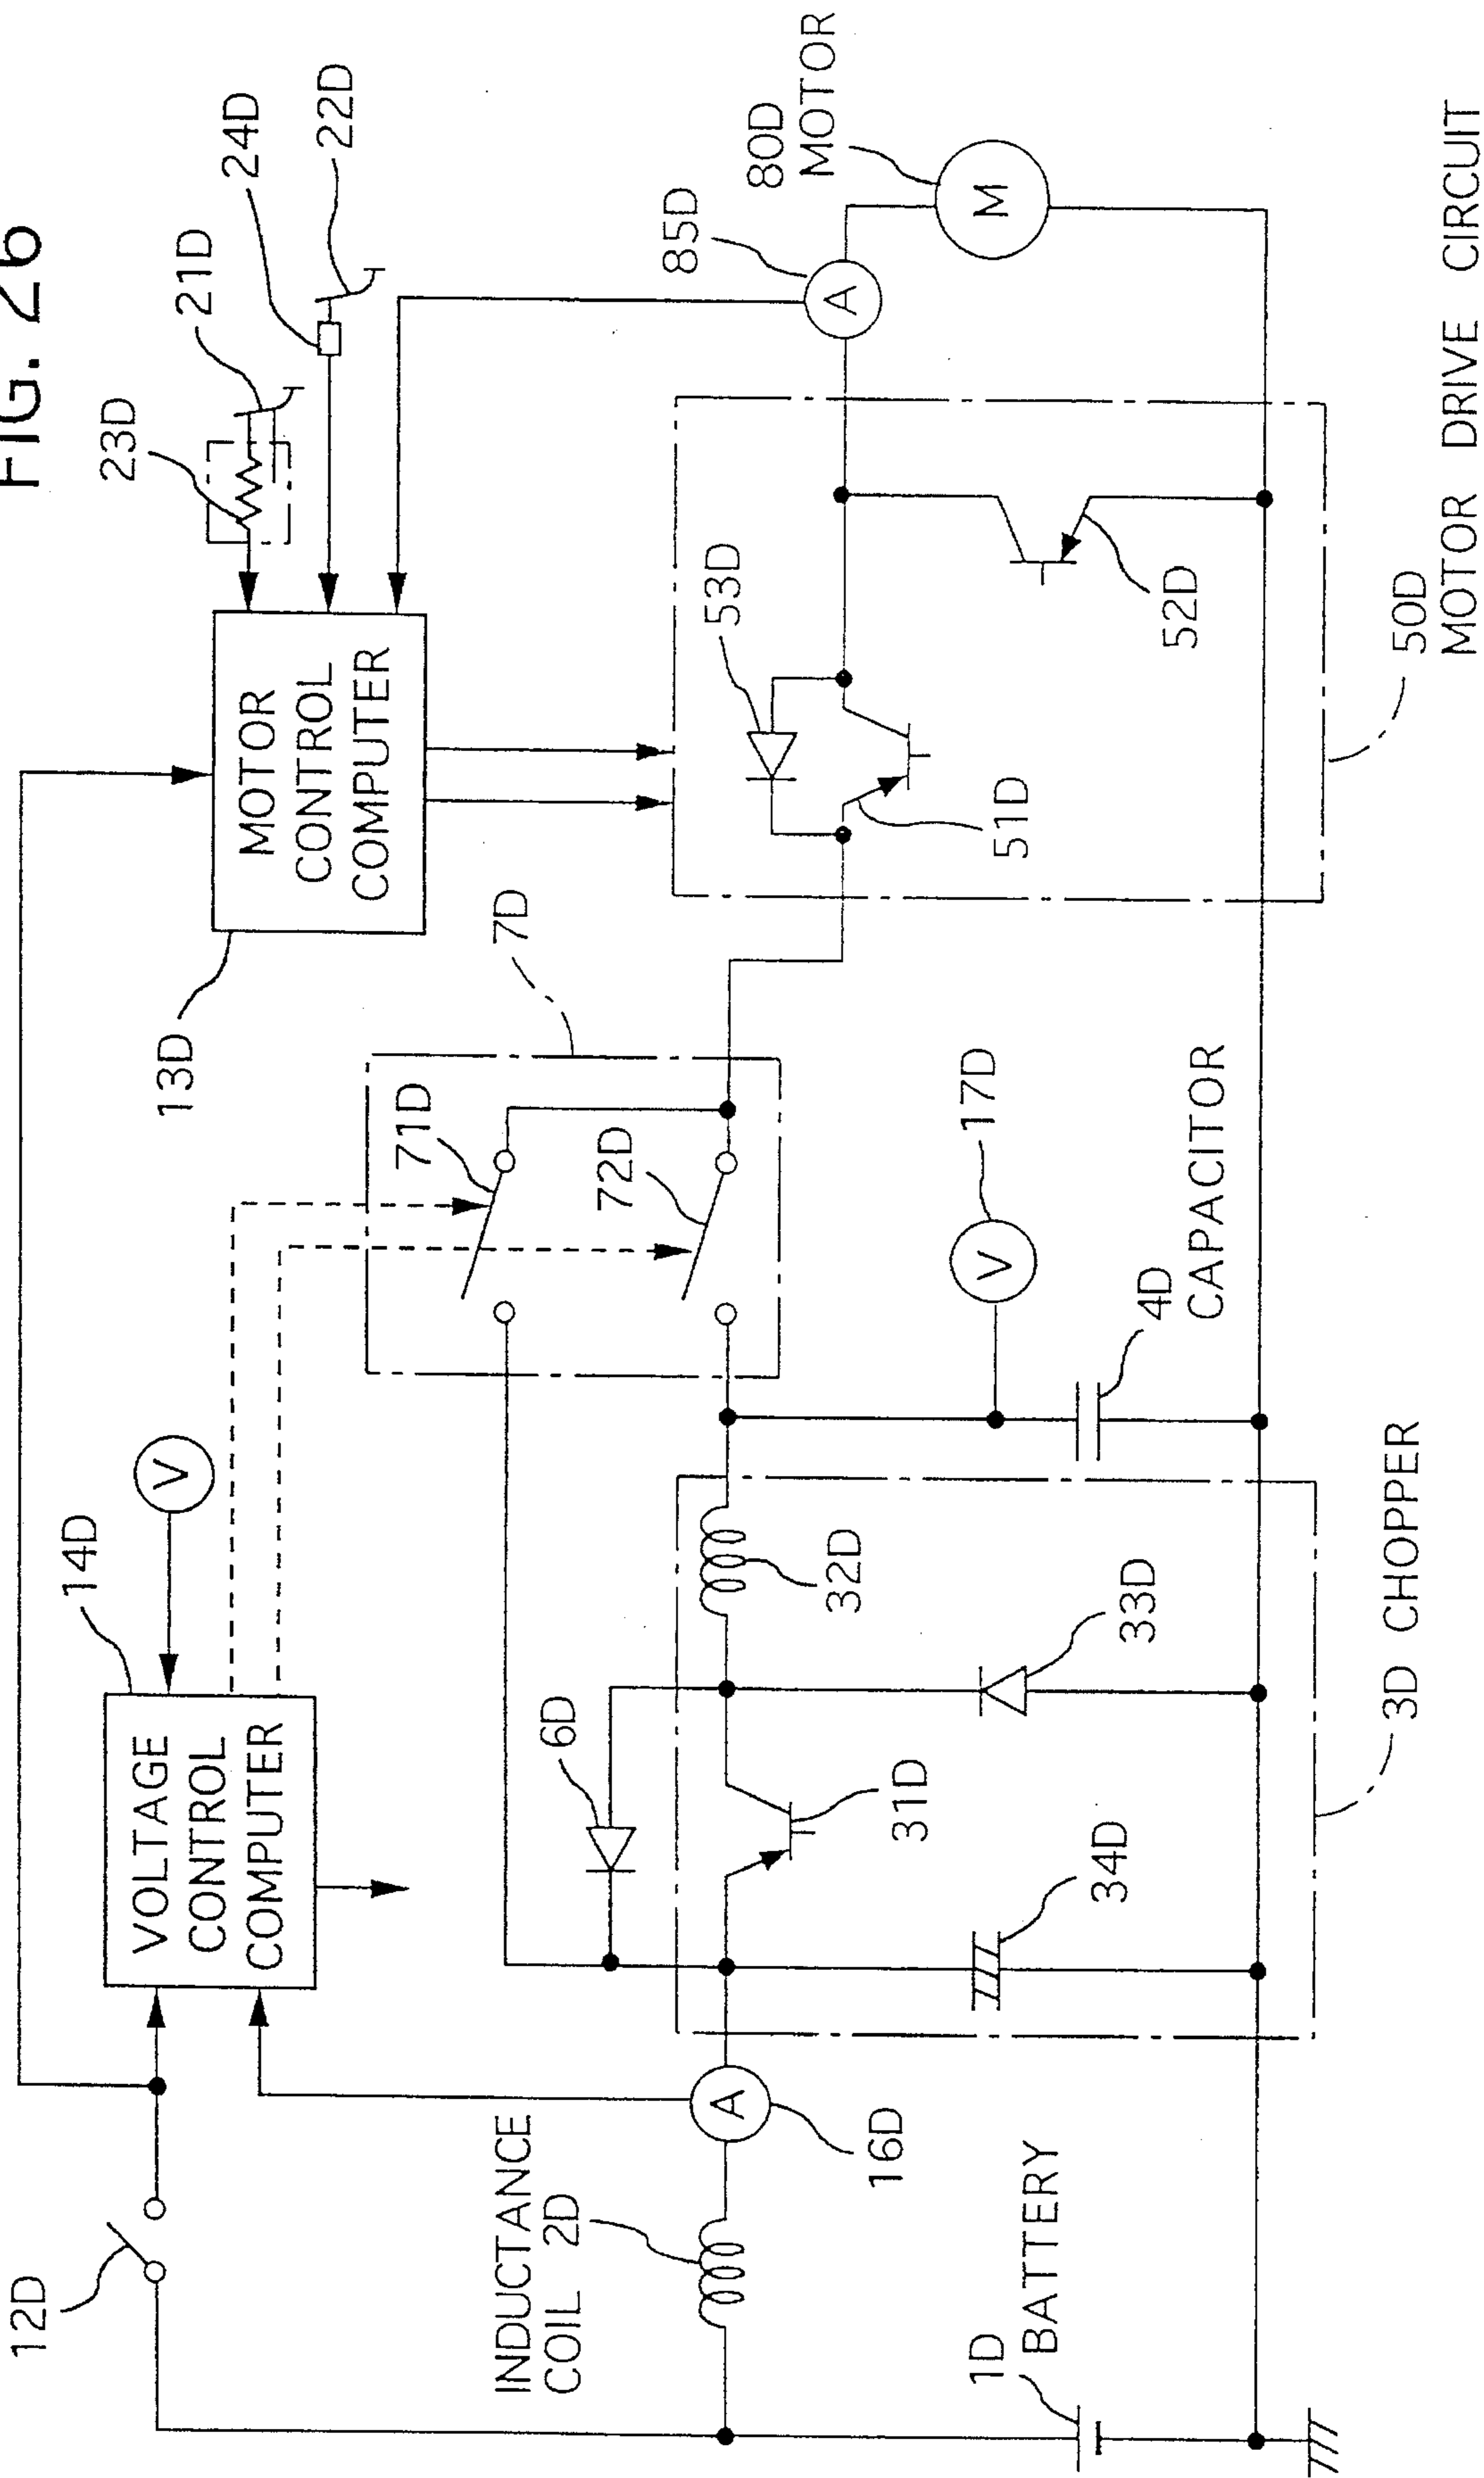 FIG. 26
12D
14D
VOLTAGE
CONTROL
COMPUTER
V
13D
MOTOR
CONTROL
COMPUTER
23D
21D
24D
22D
INDUCTANCE
COIL 2D
A
16D
6D
71D
72D
7D
53D
51D
52D
85D
A
80D
MOTOR
M
1D
BATTERY
34D
31D
33D
32D
17D
V
4D
CAPACITOR
3D CHOPPER
50D
MOTOR DRIVE CIRCUIT